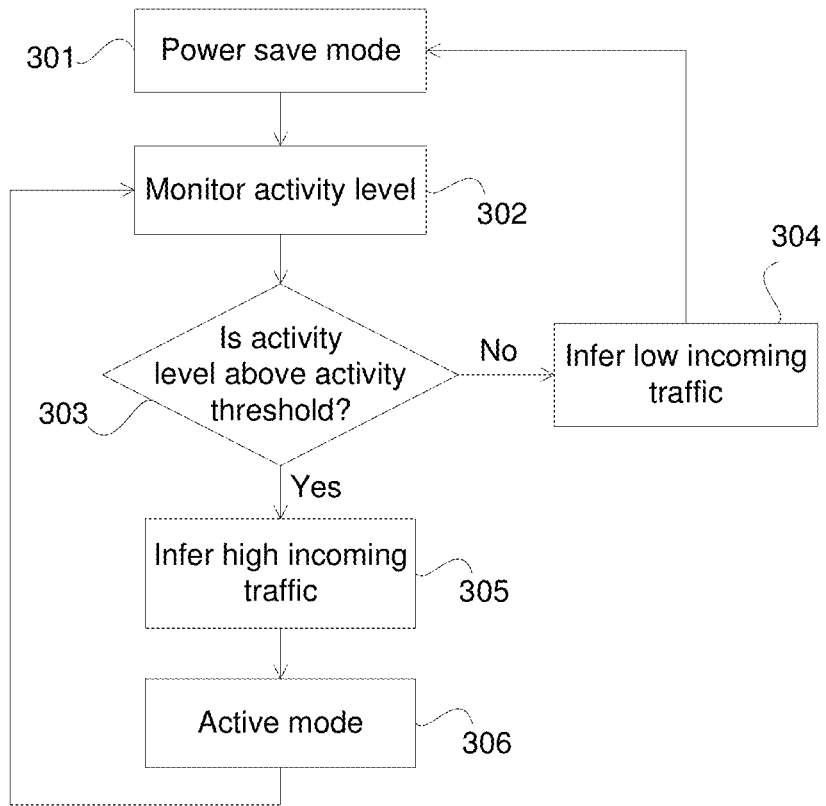 301
Power save mode
Monitor activity level
302
304
Is activity
level above activity
threshold?
303
No
Infer low incoming
traffic
Yes
Infer high incoming
traffic
305
Active mode
306